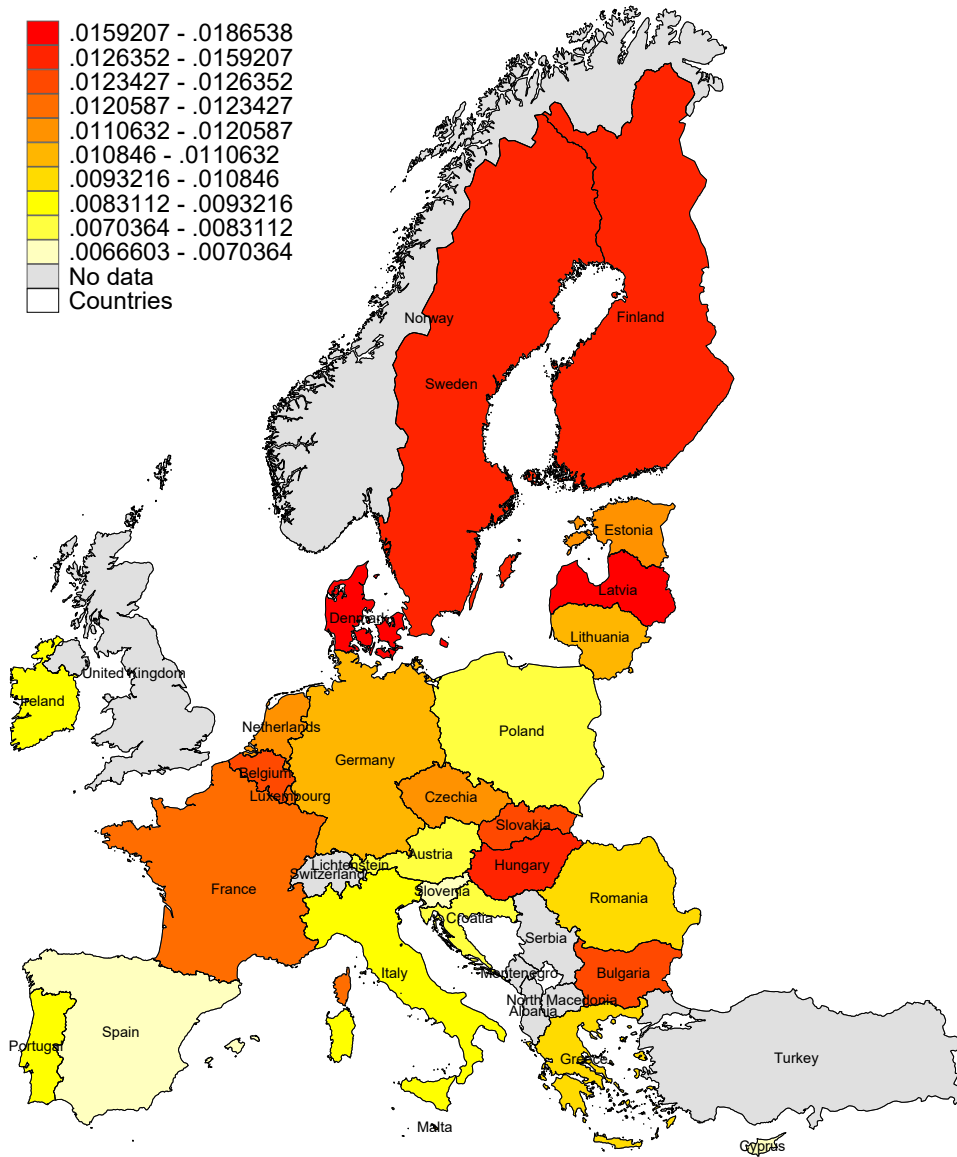 .0159207 - .0186538
.0126352 - .0159207
.0123427 - .0126352
.0120587 - .0123427
.0110632 - .0120587
.010846 - .0110632
.0093216 - .010846
.0083112 - .0093216
.0070364 - .0083112
.0066603 - .0070364
No data
Countries
Norway
Finland
Sweden
Estonia
Latvia
Denmark
Lithuania
United Kingdom
Ireland
Netherlands
Poland
Germany
Belgium
Luxembourg
Czechia
Slovakia
Austria
Lichtenstein
Hungary
Switzerland
France
Slovenia
Romania
Croatia
Serbia
Italy
Montenegro
Bulgaria
North Macedonia
Albania
Spain
Portugal
Greece
Turkey
Malta
Cyprus